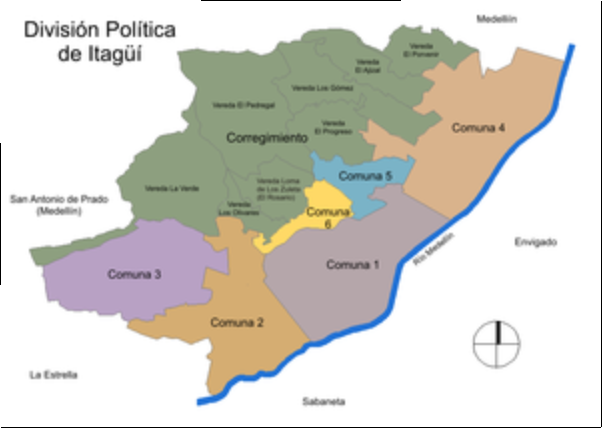 División Política
de Itagüí
Medellín
Vereda
El Porvenir
Vereda
El Ajizal
Vereda Los Gómez
Vereda El Pedregal
Vereda
El Progreso
Corregimiento
Comuna 4
Comuna 5
Vereda La Verde
Vereda Loma
de Los Zuleta
(El Rosario)
San Antonio de Prado
(Medellín)
Vereda
Los Olivares
Comuna
6
Río Medellín
Envigado
Comuna 1
Comuna 3
Comuna 2
La Estrella
Sabaneta